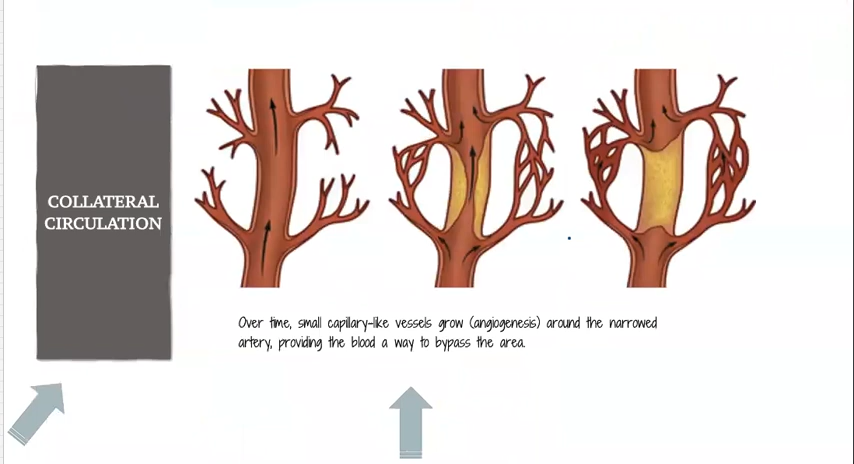 COLLATERAL
CIRCULATION
Over time, small capillary-like vessels grow (angiogenesis) around the narrowed
artery, providing the blood a way to bypass the area.